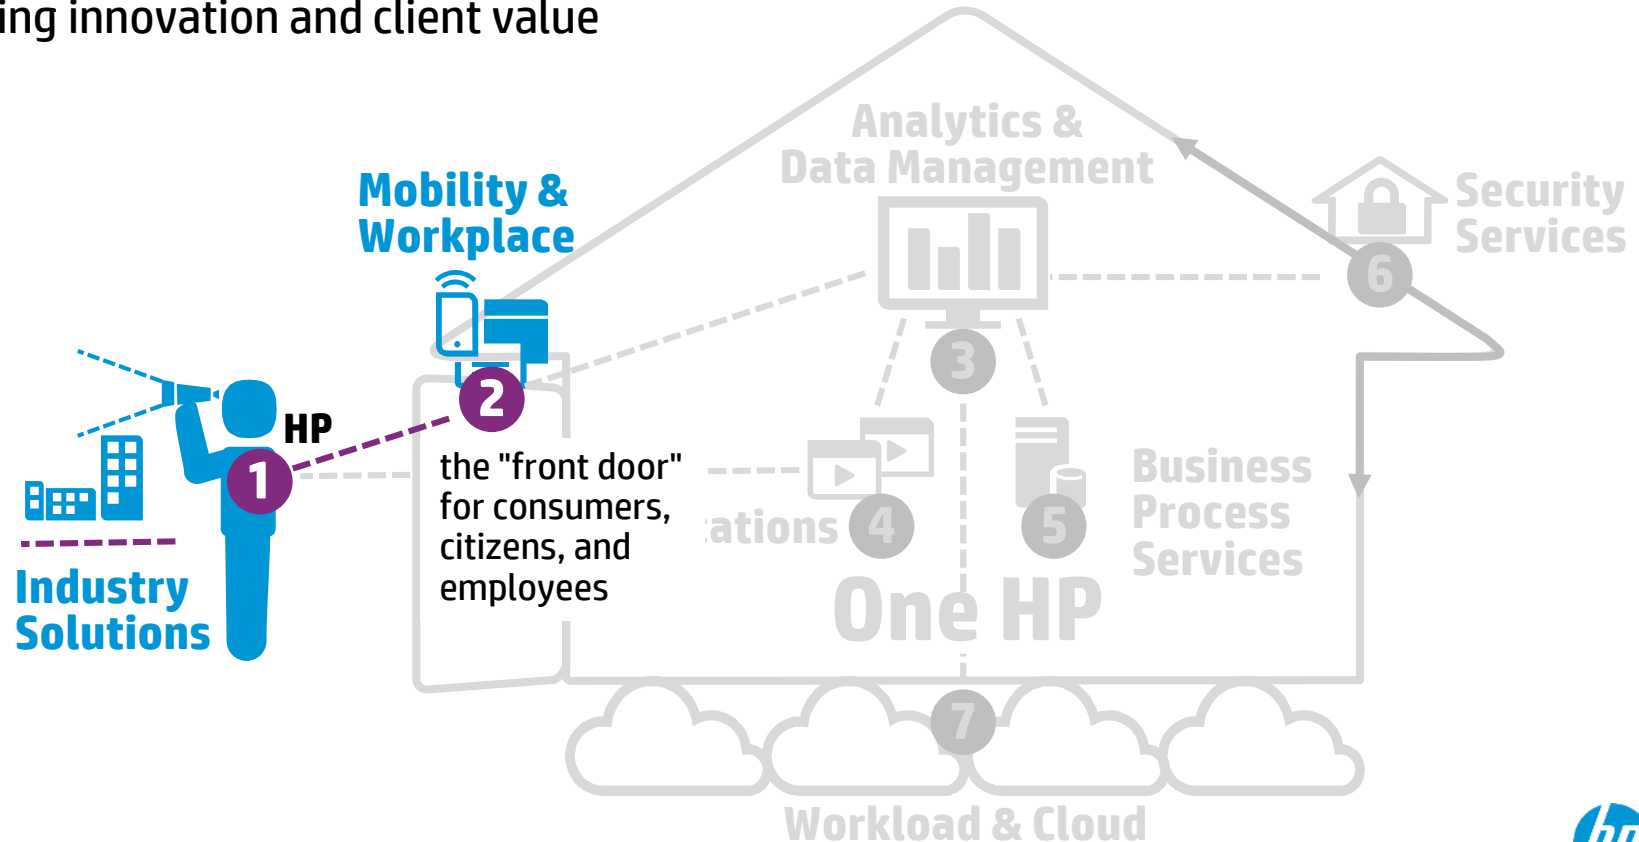 ing innovation and client value
Analytics &
Data Management
Mobility &
Workplace
Security
Services
6
3
2
HP
1
the "front door"
for consumers,
citizens, and
employees
Business
Process
Services
ations
4
5
Industry
Solutions
One HP
7
Workload & Cloud
hp